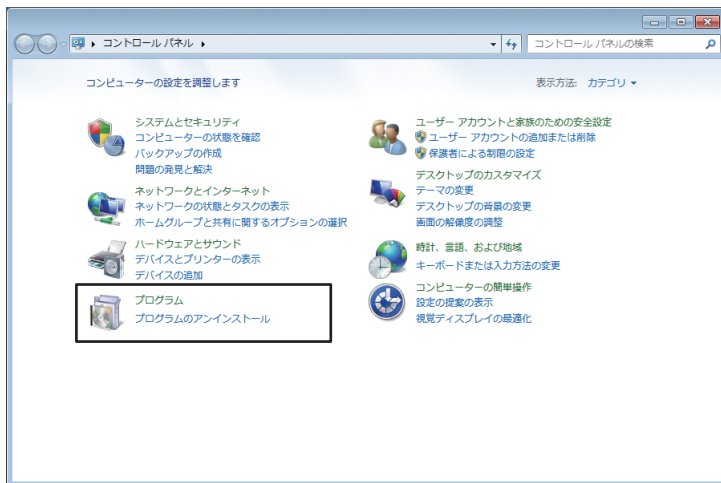 コントロール パネル
コントロール パネルの検索
コンピューターの設定を調整します
表示方法: カテゴリ
システムとセキュリティ
コンピューターの状態を確認
バックアップの作成
問題の発見と解決
ネットワークとインターネット
ネットワークの状態とタスクの表示
ホームグループと共有に関するオプションの選択
ハードウェアとサウンド
デバイスとプリンターの表示
デバイスの追加
プログラム
プログラムのアンインストール
ユーザー アカウントと家族のための安全設定
ユーザー アカウントの追加または削除
保護者による制限の設定
デスクトップのカスタマイズ
テーマの変更
デスクトップの背景の変更
画面の解像度の調整
時計、言語、および地域
キーボードまたは入力方法の変更
コンピューターの簡単操作
設定の提案の表示
視覚ディスプレイの最適化